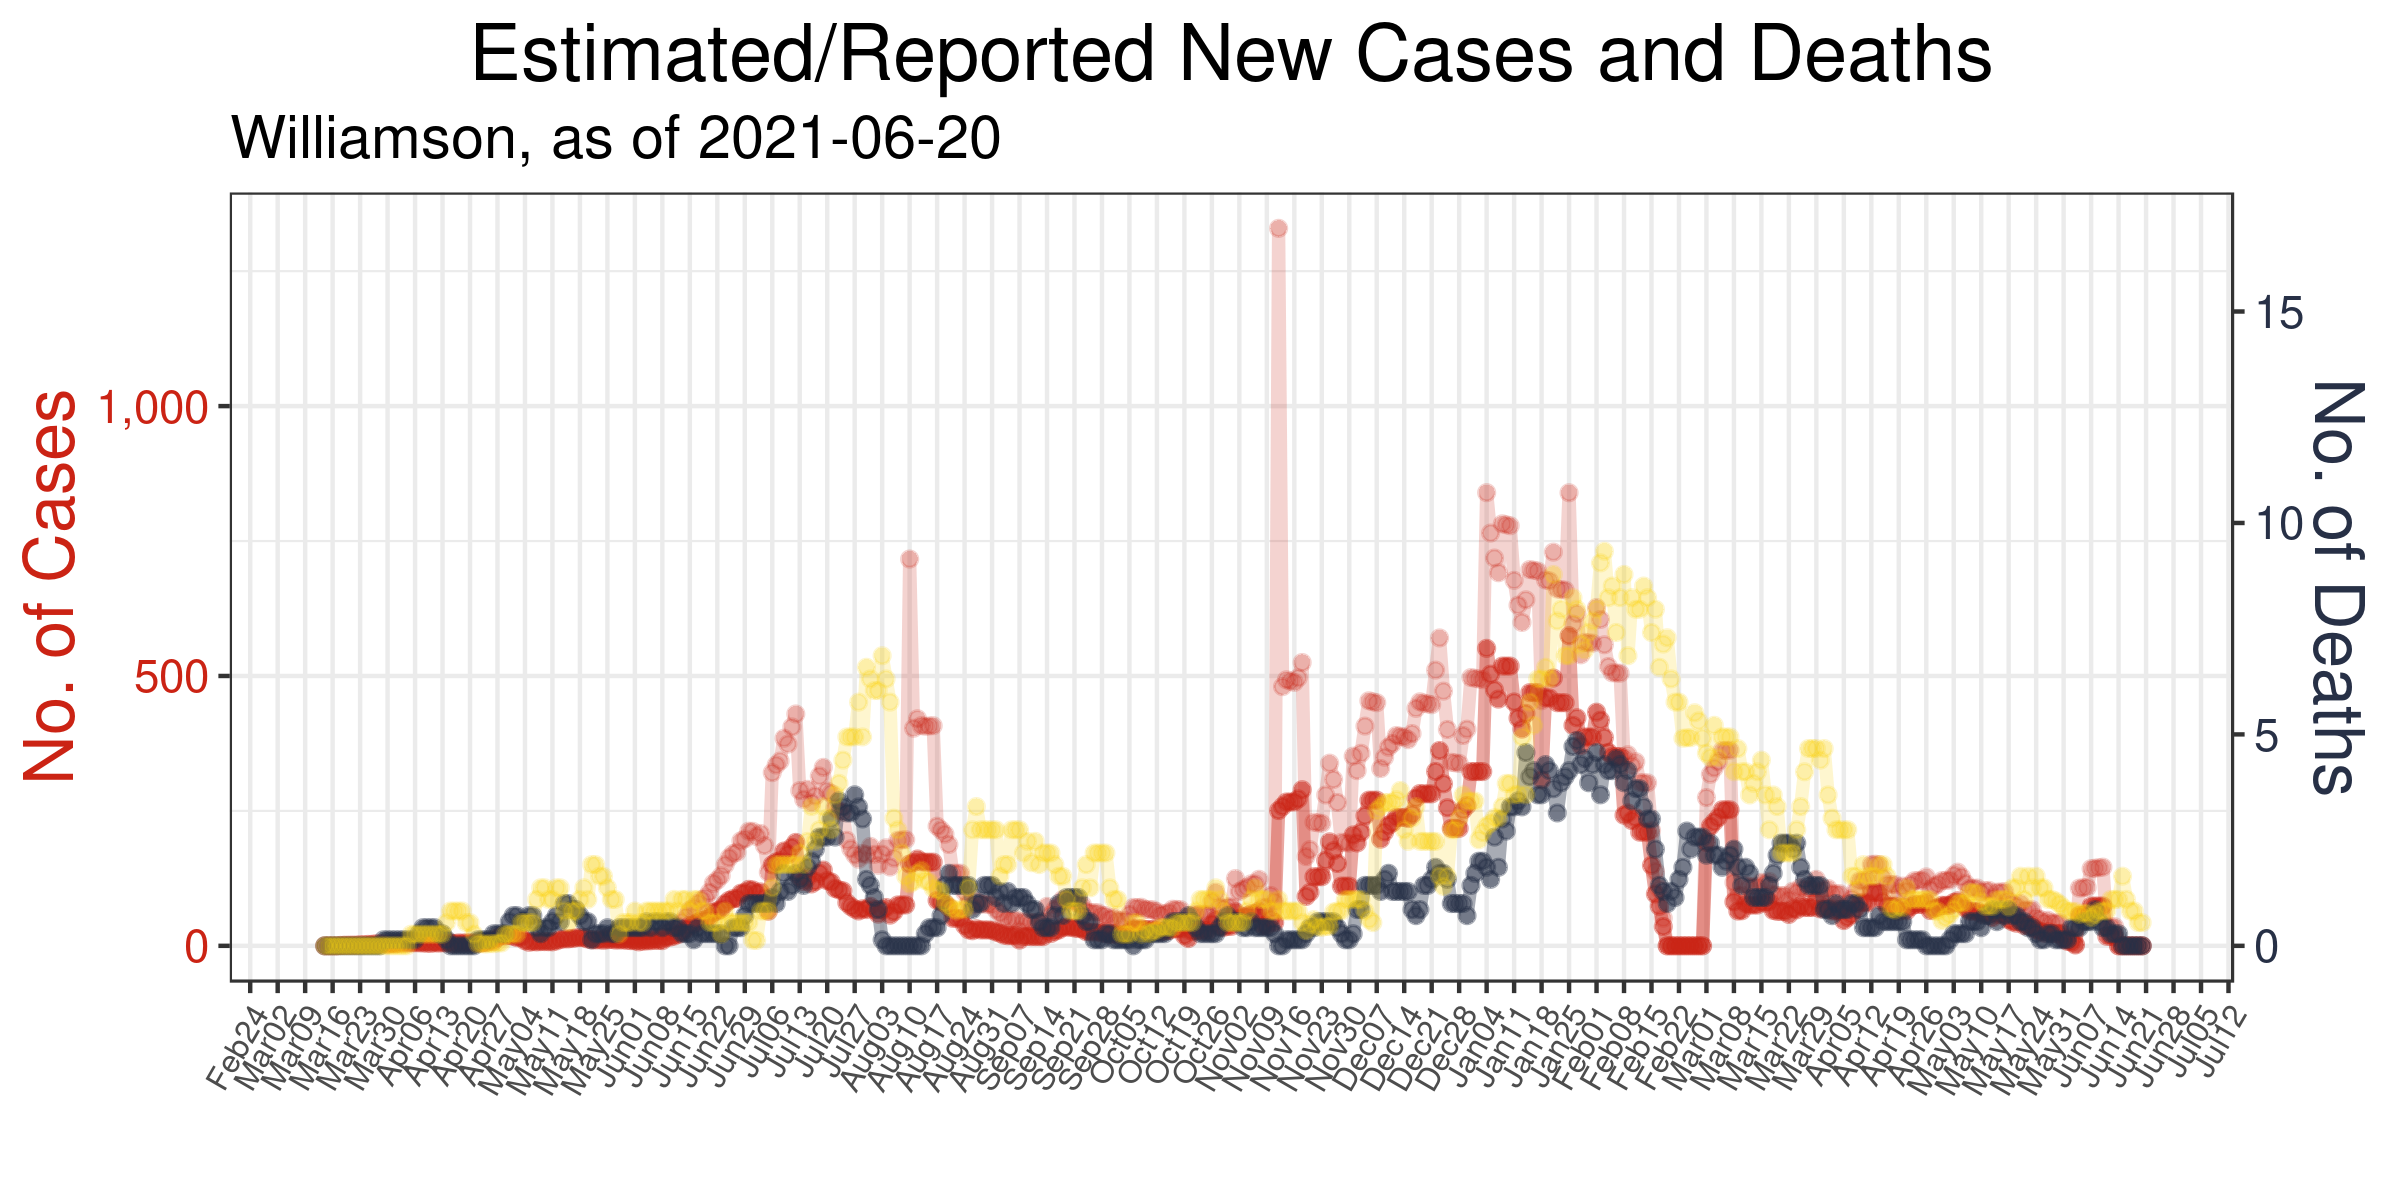 Estimated/Reported New Cases and Deaths
Williamson, as of 2021-06-20
No. of Cases
1,000
500
0
15
10
5
0
No. of Deaths
Feb24
Mar02
Mar09
Mar16
Mar23
Mar30
Apr06
Apr13
Apr20
Apr27
May04
May11
May18
May25
Jun01
Jun08
Jun15
Jun22
Jun29
Jul06
Jul13
Jul20
Jul27
Aug03
Aug10
Aug17
Aug24
Aug31
Sep07
Sep14
Sep21
Sep28
Oct05
Oct12
Oct19
Oct26
Nov02
Nov09
Nov16
Nov23
Nov30
Dec07
Dec14
Dec21
Dec28
Jan04
Jan11
Jan18
Jan25
Feb01
Feb08
Feb15
Feb22
Mar01
Mar08
Mar15
Mar22
Mar29
Apr05
Apr12
Apr19
Apr26
May03
May10
May17
May24
May31
Jun07
Jun14
Jun21
Jun28
Jul05
Jul12